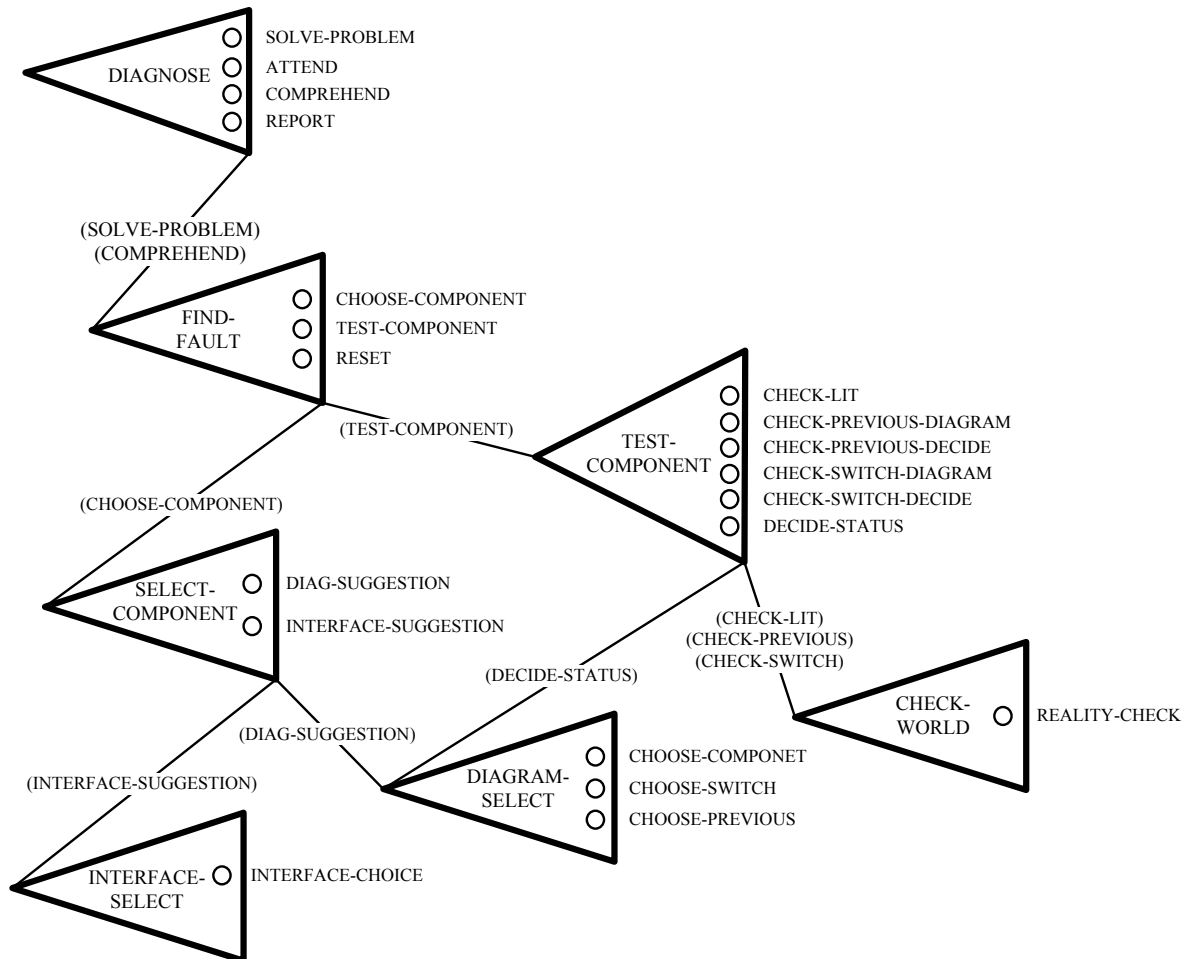 SOLVE-PROBLEM
DIAGNOSE
ATTEND
COMPREHEND
REPORT
(SOLVE-PROBLEM)
(COMPREHEND)
FIND-
FAULT
CHOOSE-COMPONENT
TEST-COMPONENT
RESET
(TEST-COMPONENT)
TEST-
COMPONENT
CHECK-LIT
CHECK-PREVIOUS-DIAGRAM
CHECK-PREVIOUS-DECIDE
CHECK-SWITCH-DIAGRAM
CHECK-SWITCH-DECIDE
DECIDE-STATUS
(CHOOSE-COMPONENT)
SELECT-
COMPONENT
DIAG-SUGGESTION
INTERFACE-SUGGESTION
(CHECK-LIT)
(CHECK-PREVIOUS)
(CHECK-SWITCH)
(DECIDE-STATUS)
CHECK-
WORLD
REALITY-CHECK
(DIAG-SUGGESTION)
(INTERFACE-SUGGESTION)
DIAGRAM-
SELECT
CHOOSE-COMPONET
CHOOSE-SWITCH
CHOOSE-PREVIOUS
INTERFACE-
SELECT
INTERFACE-CHOICE